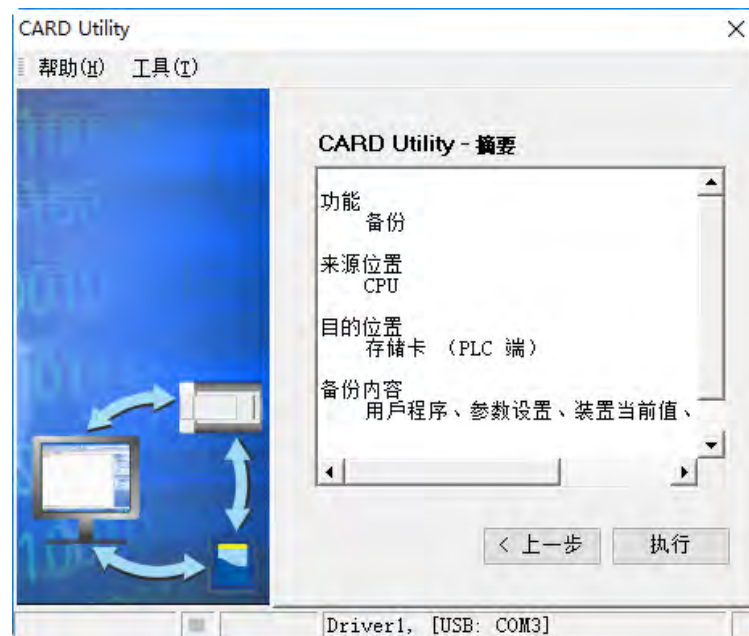 CARD Utility
帮助(H) 工具(T)
CARD Utility - 摘要
功能
备份
来源位置
CPU
目的位置
存储卡 (PLC 端)
备份内容
用戶程序、参数设置、装置当前值、
< 上一步 执行
Driver1, [USB: COM3]